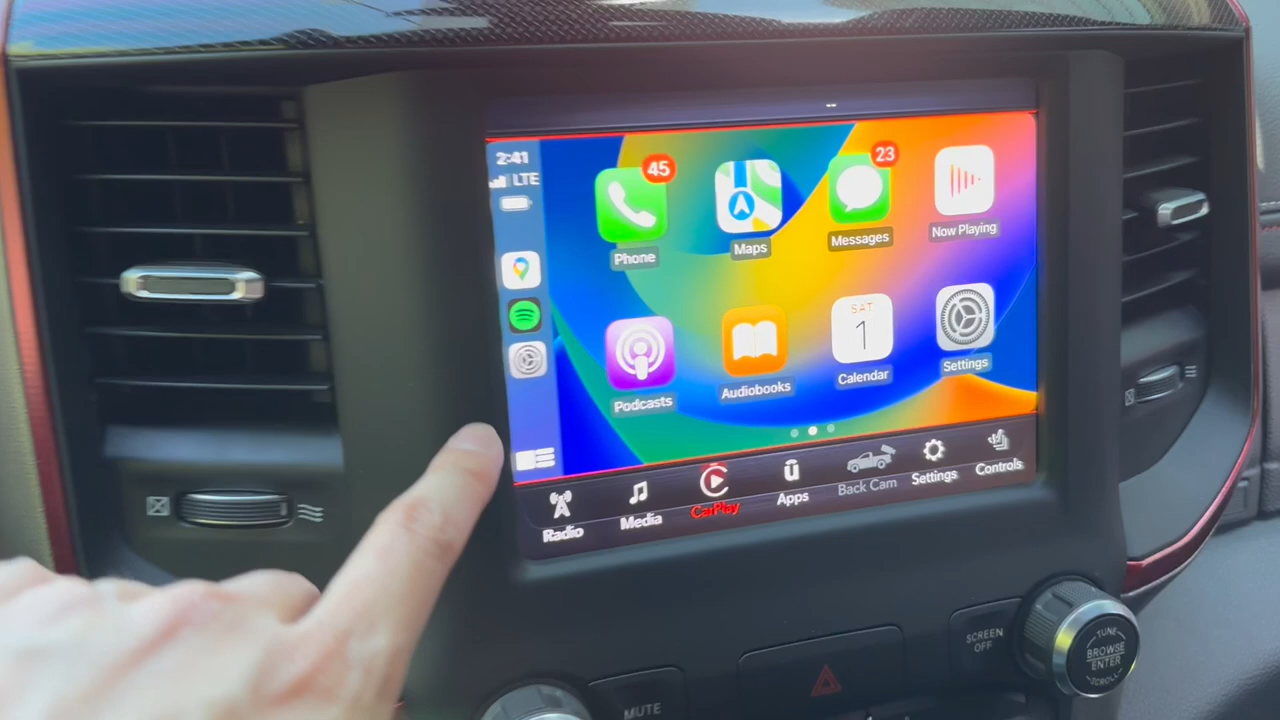 --
2:41
LTE
45
23
Phone
Maps
Messages
Now Playing
SAT
1
Podcasts
Audiobooks
Calendar
Settings
Radio
Media
CarPlay
Apps
Back Cam
Settings
Controls
SCREEN
OFF
MUTE
TUNE
BROWSE
ENTER
SCROLL